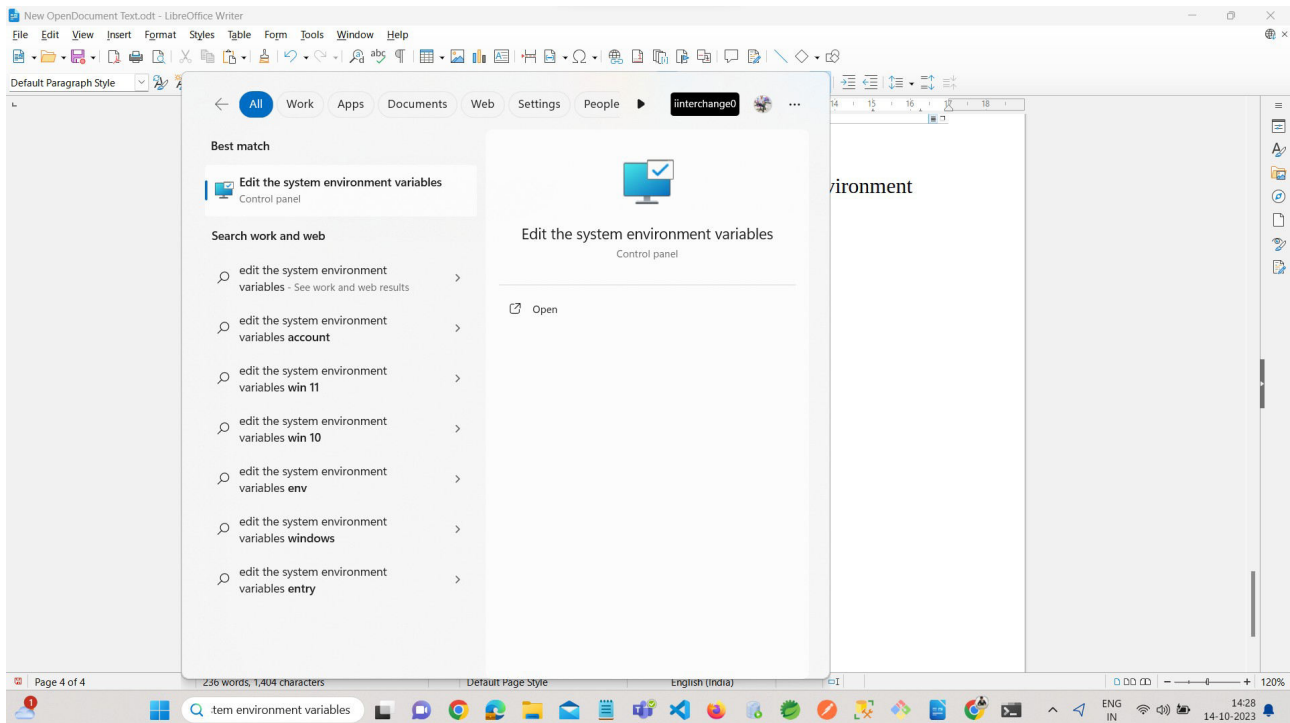 New OpenDocument Text.odt - LibreOffice Writer
File Edit View Insert Format Styles Table Form Tools Window Help
Default Paragraph Style
14 15 16 17 18
All Work Apps Documents Web Settings People iinterchange0
Best match
Edit the system environment variables
Control panel
Search work and web
edit the system environment
variables - See work and web results
edit the system environment
variables account
edit the system environment
variables win 11
edit the system environment
variables win 10
edit the system environment
variables env
edit the system environment
variables windows
edit the system environment
variables entry
Edit the system environment variables
Control panel
Open
vironment
Page 4 of 4 236 words, 1,404 characters Default Page Style English (India) 120%
1
:tem environment variables
ENG
IN
14:28
14-10-2023